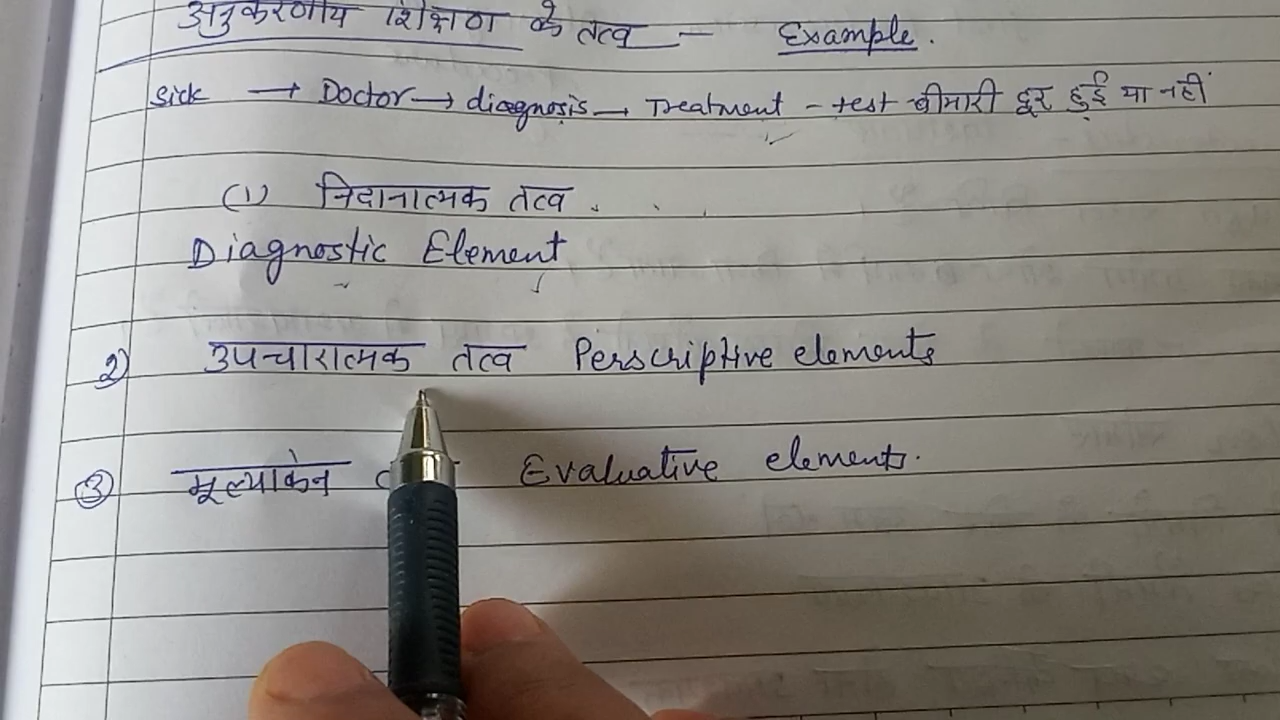 अनुकरणीय शिक्षण के तत्व — Example.
Sick → Doctor → diagnosis → Treatment - test बीमारी दूर हुई या नहीं
(1) निदानात्मक तत्व.
Diagnostic Element
2) उपचारात्मक तत्व Perscriptive elements
3) मूल्याकंन Evaluative elements.